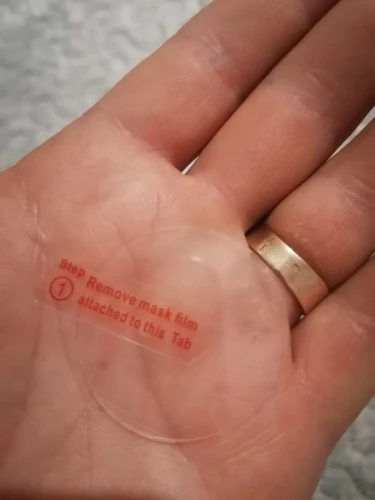 Step Remove mask film
1 attached to this Tab